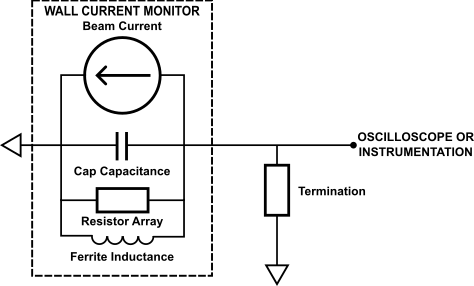 WALL CURRENT MONITOR
Beam Current
Cap Capacitance
Resistor Array
Ferrite Inductance
OSCILLOSCOPE OR
INSTRUMENTATION
Termination